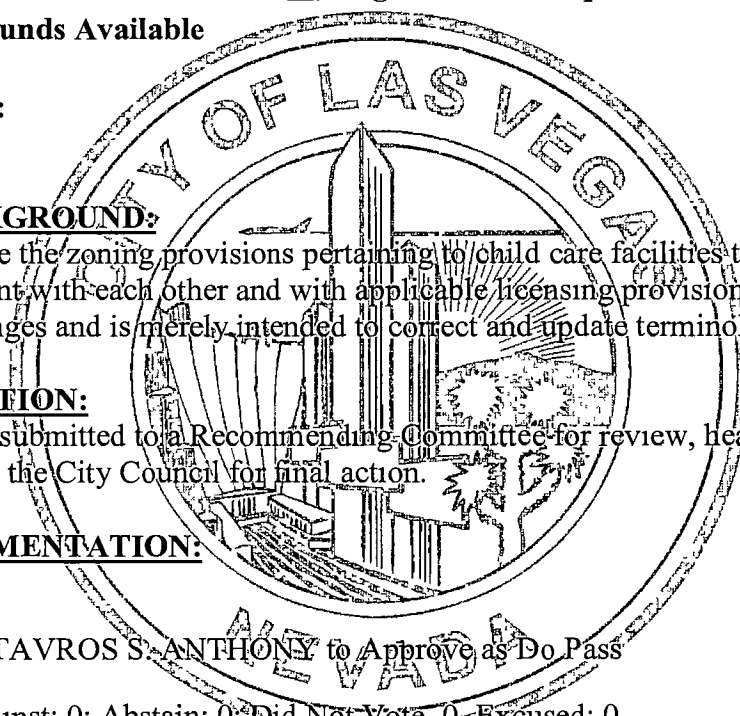 unds Available
:
KGROUND:
e the zoning provisions pertaining to child care facilities t
nt with each other and with applicable licensing provision
nges and is merely intended to correct and update termino
TION:
submitted to a Recommending Committee for review, hea
the City Council for final action.
MENTATION:
TAVROS S. ANTHONY to Approve as Do Pass
inst: 0; Abstain: 0; Did Not Vote: 0; Excused: 0
CITY OF LAS VEGAS
NEVADA